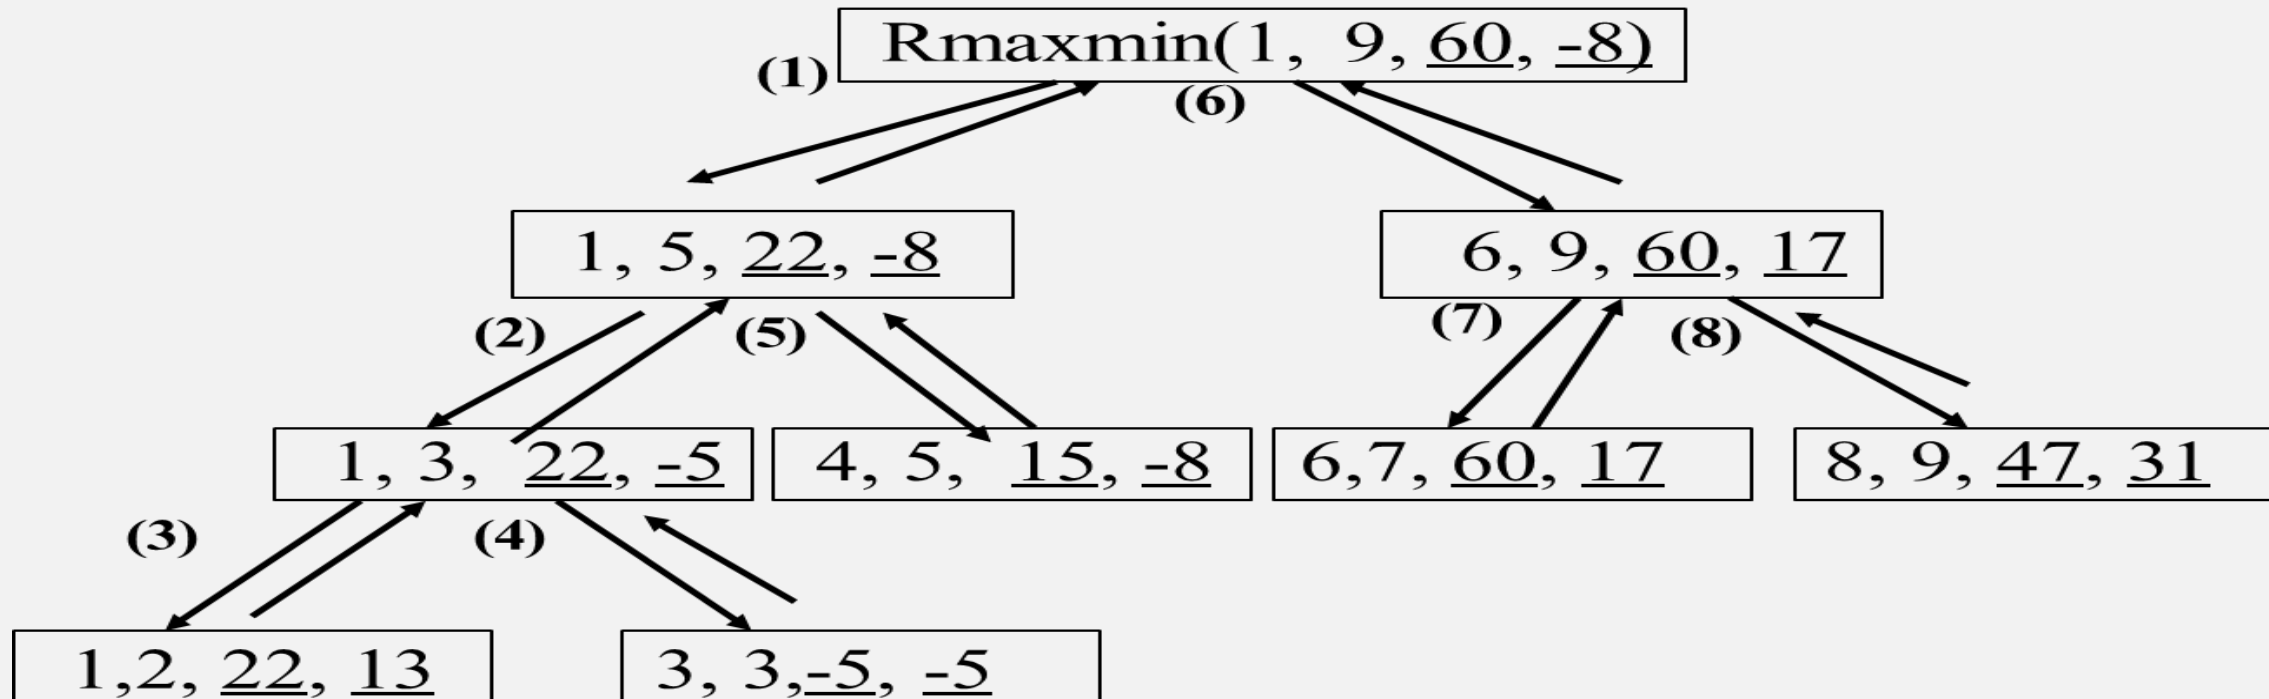 Rmaxmin(1, 9, 60, -8)
(1)
(6)
1, 5, 22, -8
6, 9, 60, 17
(2)
(5)
(7)
(8)
1, 3, 22, -5
4, 5, 15, -8
6,7, 60, 17
8, 9, 47, 31
(3)
(4)
1,2, 22, 13
3, 3,-5, -5